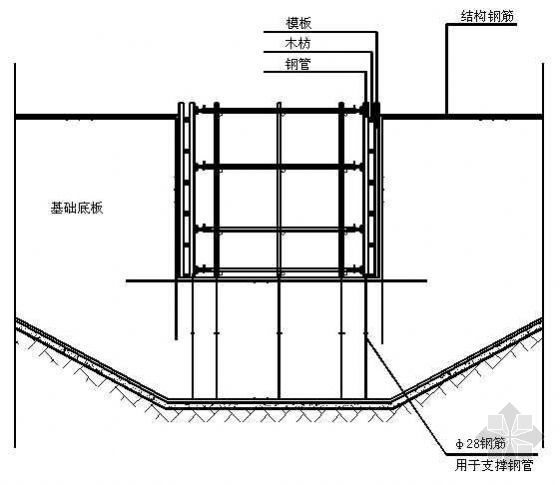 结构钢筋
模板
木枋
钢管
基础底板
ф28钢筋
用于支撑钢管